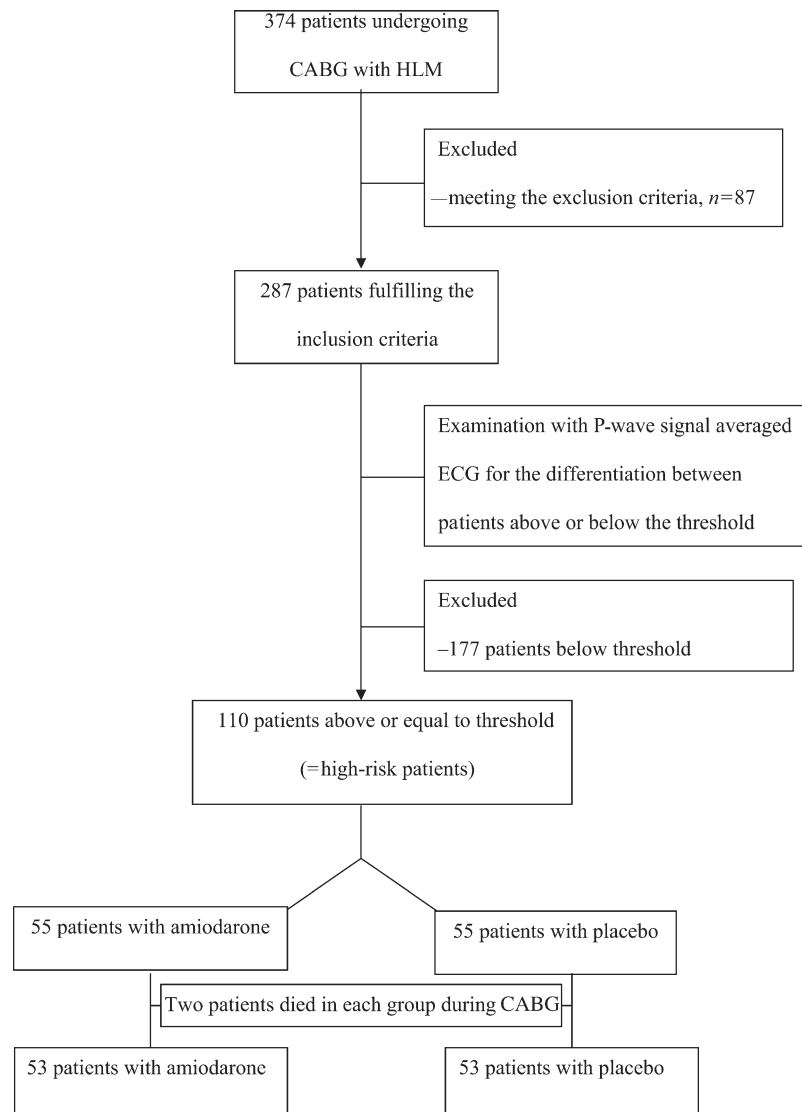 374 patients undergoing
CABG with HLM
Excluded
—meeting the exclusion criteria, n=87
287 patients fulfilling the
inclusion criteria
Examination with P-wave signal averaged
ECG for the differentiation between
patients above or below the threshold
Excluded
–177 patients below threshold
110 patients above or equal to threshold
(=high-risk patients)
55 patients with amiodarone
55 patients with placebo
Two patients died in each group during CABG
53 patients with amiodarone
53 patients with placebo